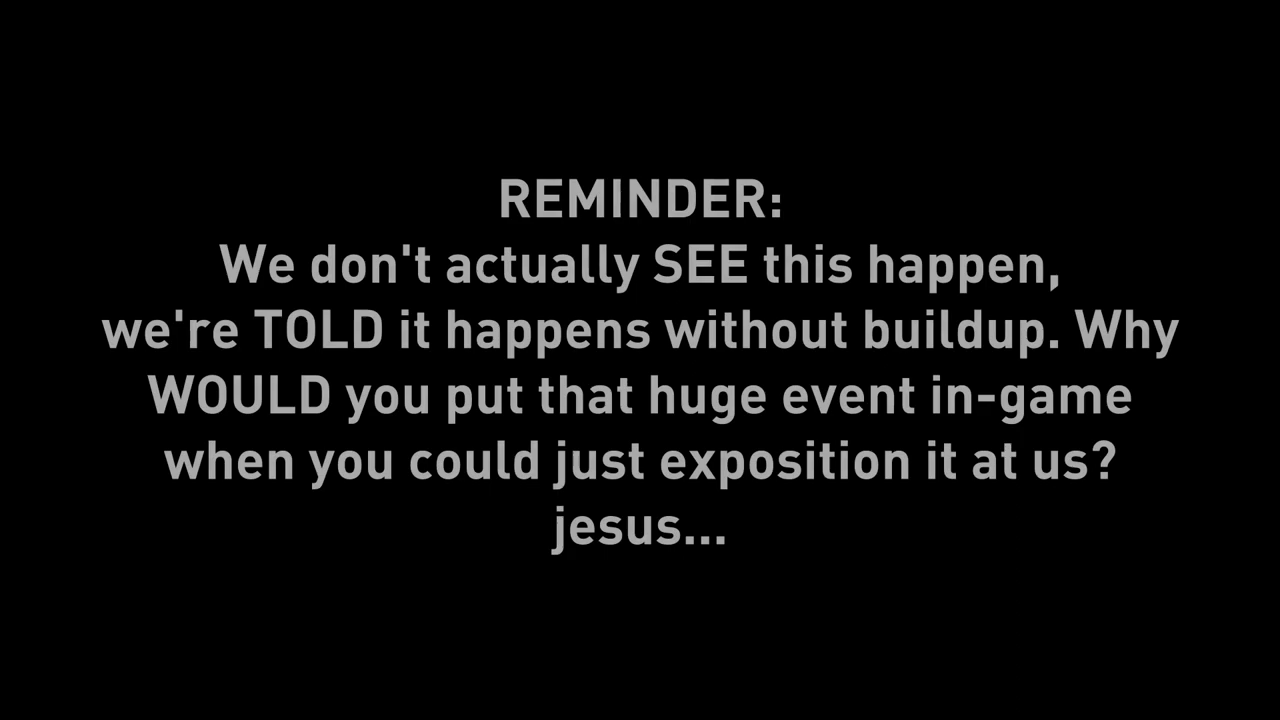 REMINDER:
We don't actually SEE this happen,
we're TOLD it happens without buildup. Why
WOULD you put that huge event in-game
when you could just exposition it at us?
jesus...